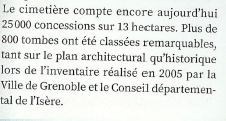 Le cimetière compte encore aujourd'hui
25 000 concessions sur 13 hectares. Plus de
800 tombes ont été classées remarquables,
tant sur le plan architectural qu'historique
lors de l'inventaire réalisé en 2005 par la
Ville de Grenoble et le Conseil départemen-
tal de l'Isère.